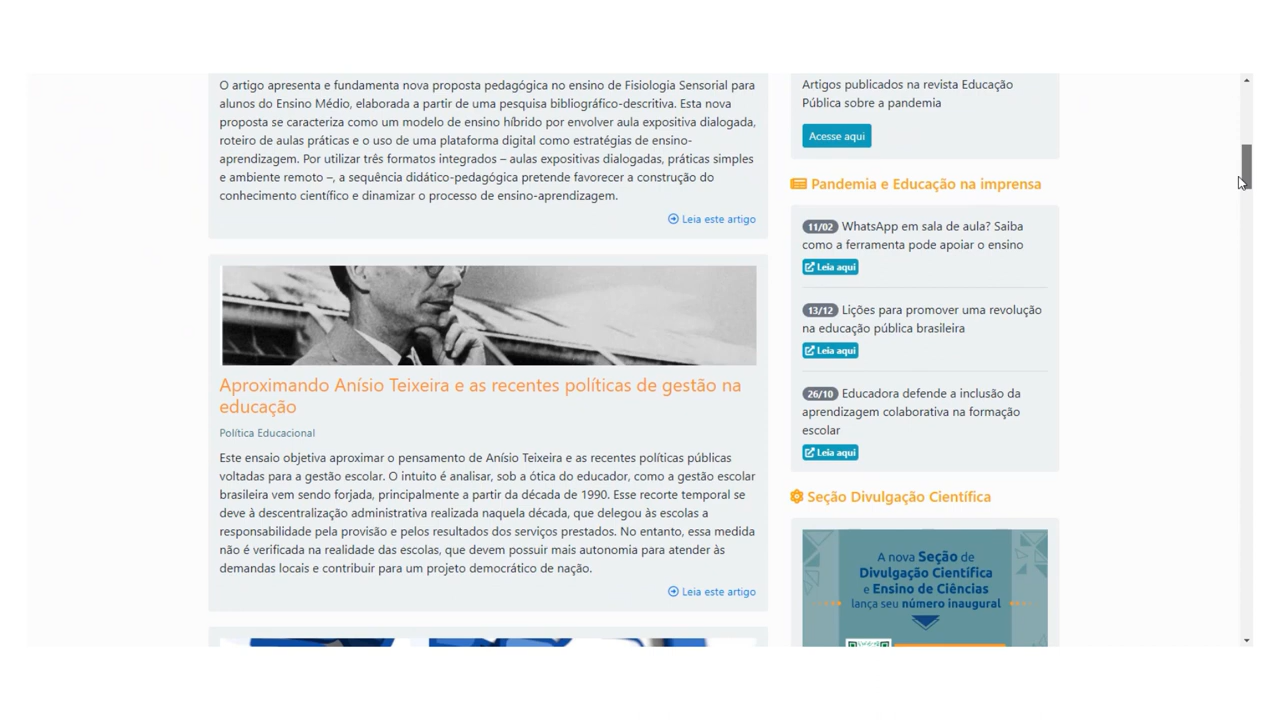 O artigo apresenta e fundamenta nova proposta pedagógica no ensino de Fisiologia Sensorial para
alunos do Ensino Médio, elaborada a partir de uma pesquisa bibliográfico-descritiva. Esta nova
proposta se caracteriza como um modelo de ensino híbrido por envolver aula expositiva dialogada,
roteiro de aulas práticas e o uso de uma plataforma digital como estratégias de ensino-
aprendizagem. Por utilizar três formatos integrados – aulas expositivas dialogadas, práticas simples
e ambiente remoto –, a sequência didático-pedagógica pretende favorecer a construção do
conhecimento científico e dinamizar o processo de ensino-aprendizagem.
Leia este artigo
Aproximando Anísio Teixeira e as recentes políticas de gestão na
educação
Política Educacional
Este ensaio objetiva aproximar o pensamento de Anísio Teixeira e as recentes políticas públicas
voltadas para a gestão escolar. O intuito é analisar, sob a ótica do educador, como a gestão escolar
brasileira vem sendo forjada, principalmente a partir da década de 1990. Esse recorte temporal se
deve à descentralização administrativa realizada naquela década, que delegou às escolas a
responsabilidade pela provisão e pelos resultados dos serviços prestados. No entanto, essa medida
não é verificada na realidade das escolas, que devem possuir mais autonomia para atender às
demandas locais e contribuir para um projeto democrático de nação.
Leia este artigo
Artigos publicados na revista Educação
Pública sobre a pandemia
Acesse aqui
Pandemia e Educação na imprensa
11/02 WhatsApp em sala de aula? Saiba
como a ferramenta pode apoiar o ensino
Leia aqui
13/12 Lições para promover uma revolução
na educação pública brasileira
Leia aqui
26/10 Educadora defende a inclusão da
aprendizagem colaborativa na formação
escolar
Leia aqui
Seção Divulgação Científica
A nova Seção de
Divulgação Científica
e Ensino de Ciências
lança seu número inaugural